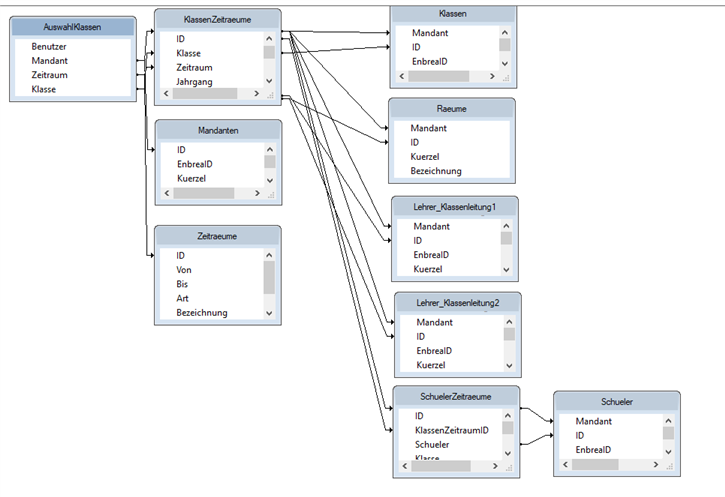 AuswahlKlassen
Benutzer
Mandant
Zeitraum
Klasse
KlassenZeitraeume
ID
Klasse
Zeitraum
Jahrgang
Mandanten
ID
EnbrealD
Kuerzel
Zeitraeume
ID
Von
Bis
Art
Bezeichnung
Klassen
Mandant
ID
EnbrealD
Raeume
Mandant
ID
Kuerzel
Bezeichnung
Lehrer_Klassenleitung1
Mandant
ID
EnbrealD
Kuerzel
Lehrer_Klassenleitung2
Mandant
ID
EnbrealD
Kuerzel
SchuelerZeitraeume
ID
KlassenZeitraumID
Schueler
Klasse
Schueler
Mandant
ID
EnbrealD